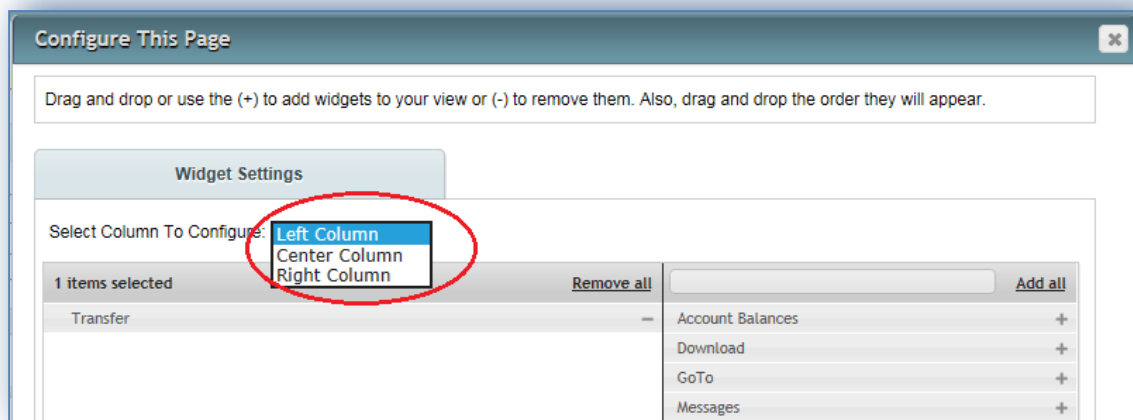 Configure This Page
Drag and drop or use the (+) to add widgets to your view or (-) to remove them. Also, drag and drop the order they will appear.
Widget Settings
Select Column To Configure: Left Column
Center Column
Right Column
1 items selected Remove all Add all
Transfer
Account Balances
Download
GoTo
Messages